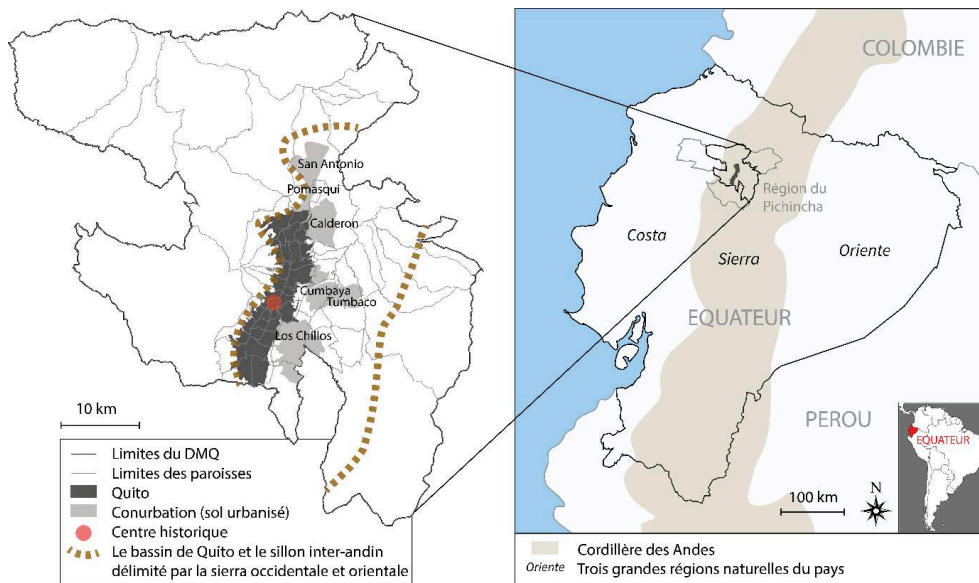 San Antonio
Pomasqui
Calderon
Cumbaya
Tumbaco
Los Chillos
10 km
Limites du DMQ
Limites des paroisses
Quito
Conurbation (sol urbanisé)
Centre historique
Le bassin de Quito et le sillon inter-andin
délimité par la sierra occidentale et orientale
COLOMBIE
Région du
Pichincha
Costa
Sierra
Oriente
EQUATEUR
PEROU
100 km
N
EQUATEUR
Cordillère des Andes
Oriente Trois grandes régions naturelles du pays